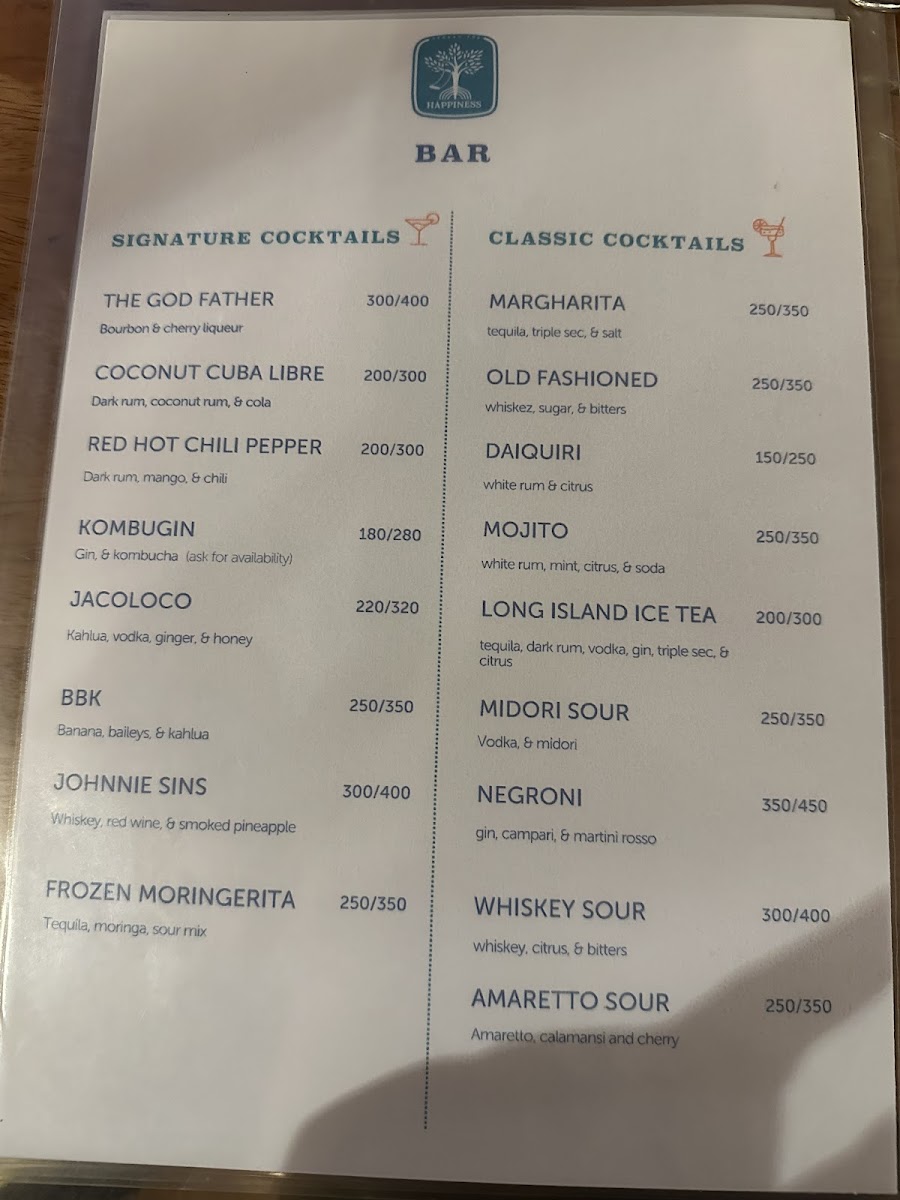 HAPPINESS
BAR
SIGNATURE COCKTAILS
THE GOD FATHER 300/400
Bourbon & cherry liqueur
COCONUT CUBA LIBRE 200/300
Dark rum, coconut rum, & cola
RED HOT CHILI PEPPER 200/300
Dark rum, mango, & chili
KOMBUGIN 180/280
Gin, & kombucha (ask for availability)
JACOLOCO 220/320
Kahlua, vodka, ginger, & honey
BBK 250/350
Banana, baileys, & kahlua
JOHNNIE SINS 300/400
Whiskey, red wine, & smoked pineapple
FROZEN MORINGERITA 250/350
Tequila, moringa, sour mix
CLASSIC COCKTAILS
MARGHARITA 250/350
tequila, triple sec, & salt
OLD FASHIONED 250/350
whiskez, sugar, & bitters
DAIQUIRI 150/250
white rum & citrus
MOJITO 250/350
white rum, mint, citrus, & soda
LONG ISLAND ICE TEA 200/300
tequila, dark rum, vodka, gin, triple sec, &
citrus
MIDORI SOUR 250/350
Vodka, & midori
NEGRONI 350/450
gin, campari, & martini rosso
WHISKEY SOUR 300/400
whiskey, citrus, & bitters
AMARETTO SOUR 250/350
Amaretto, calamansi and cherry